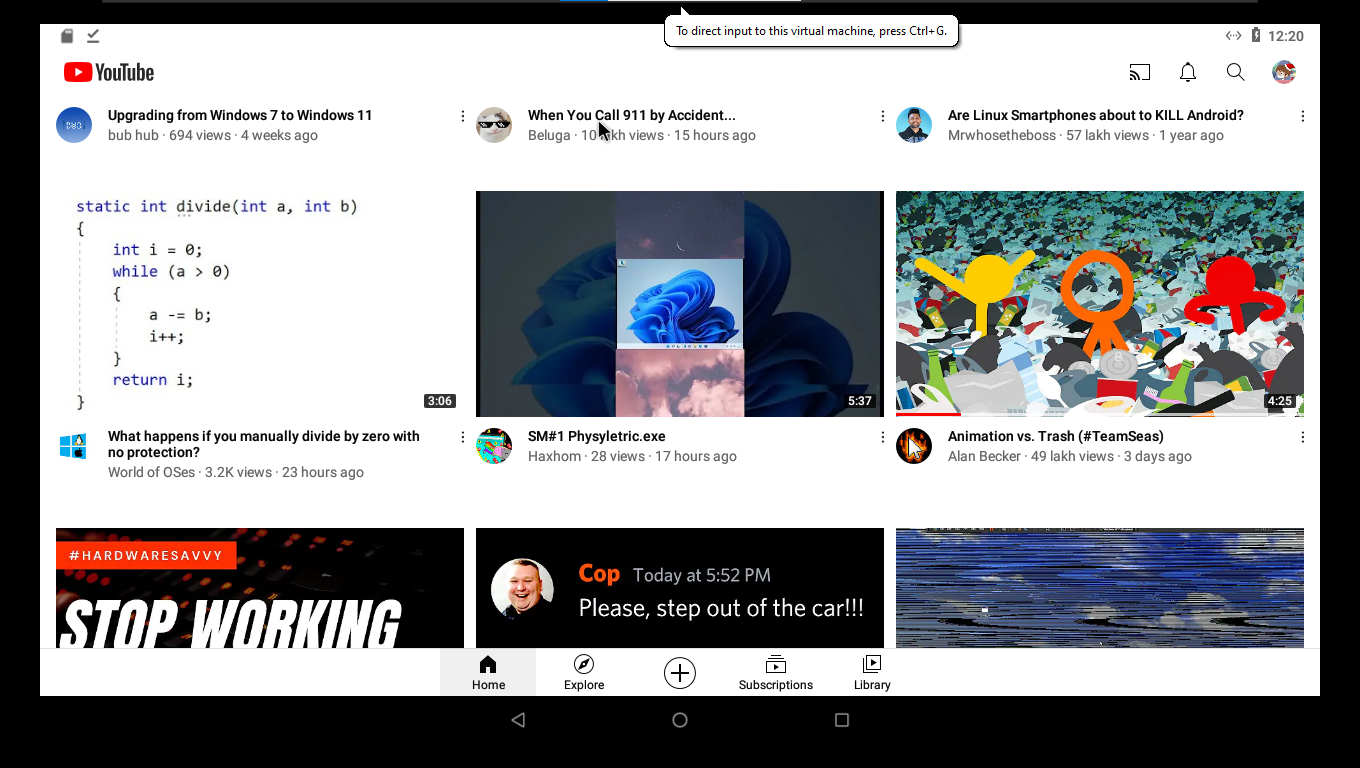 To direct input to this virtual machine, press Ctrl+G.
12:20
YouTube
Upgrading from Windows 7 to Windows 11
bub hub · 694 views · 4 weeks ago
When You Call 911 by Accident...
Beluga · lakh views · 15 hours ago
Are Linux Smartphones about to KILL Android?
Mrwhosetheboss · 57 lakh views · 1 year ago
static int divide(int a, int b)
{
int i = 0;
while (a > 0)
{
a -= b;
i++;
}
return i;
}
3:06
5:37
4:25
What happens if you manually divide by zero with
no protection?
World of OSes · 3.2K views · 23 hours ago
SM#1 Physyletric.exe
Haxhom · 28 views · 17 hours ago
Animation vs. Trash (#TeamSeas)
Alan Becker · 49 lakh views · 3 days ago
#HARDWARESAVVY
STOP WORKING
Cop Today at 5:52 PM
Please, step out of the car!!!
Home
Explore
Subscriptions
Library